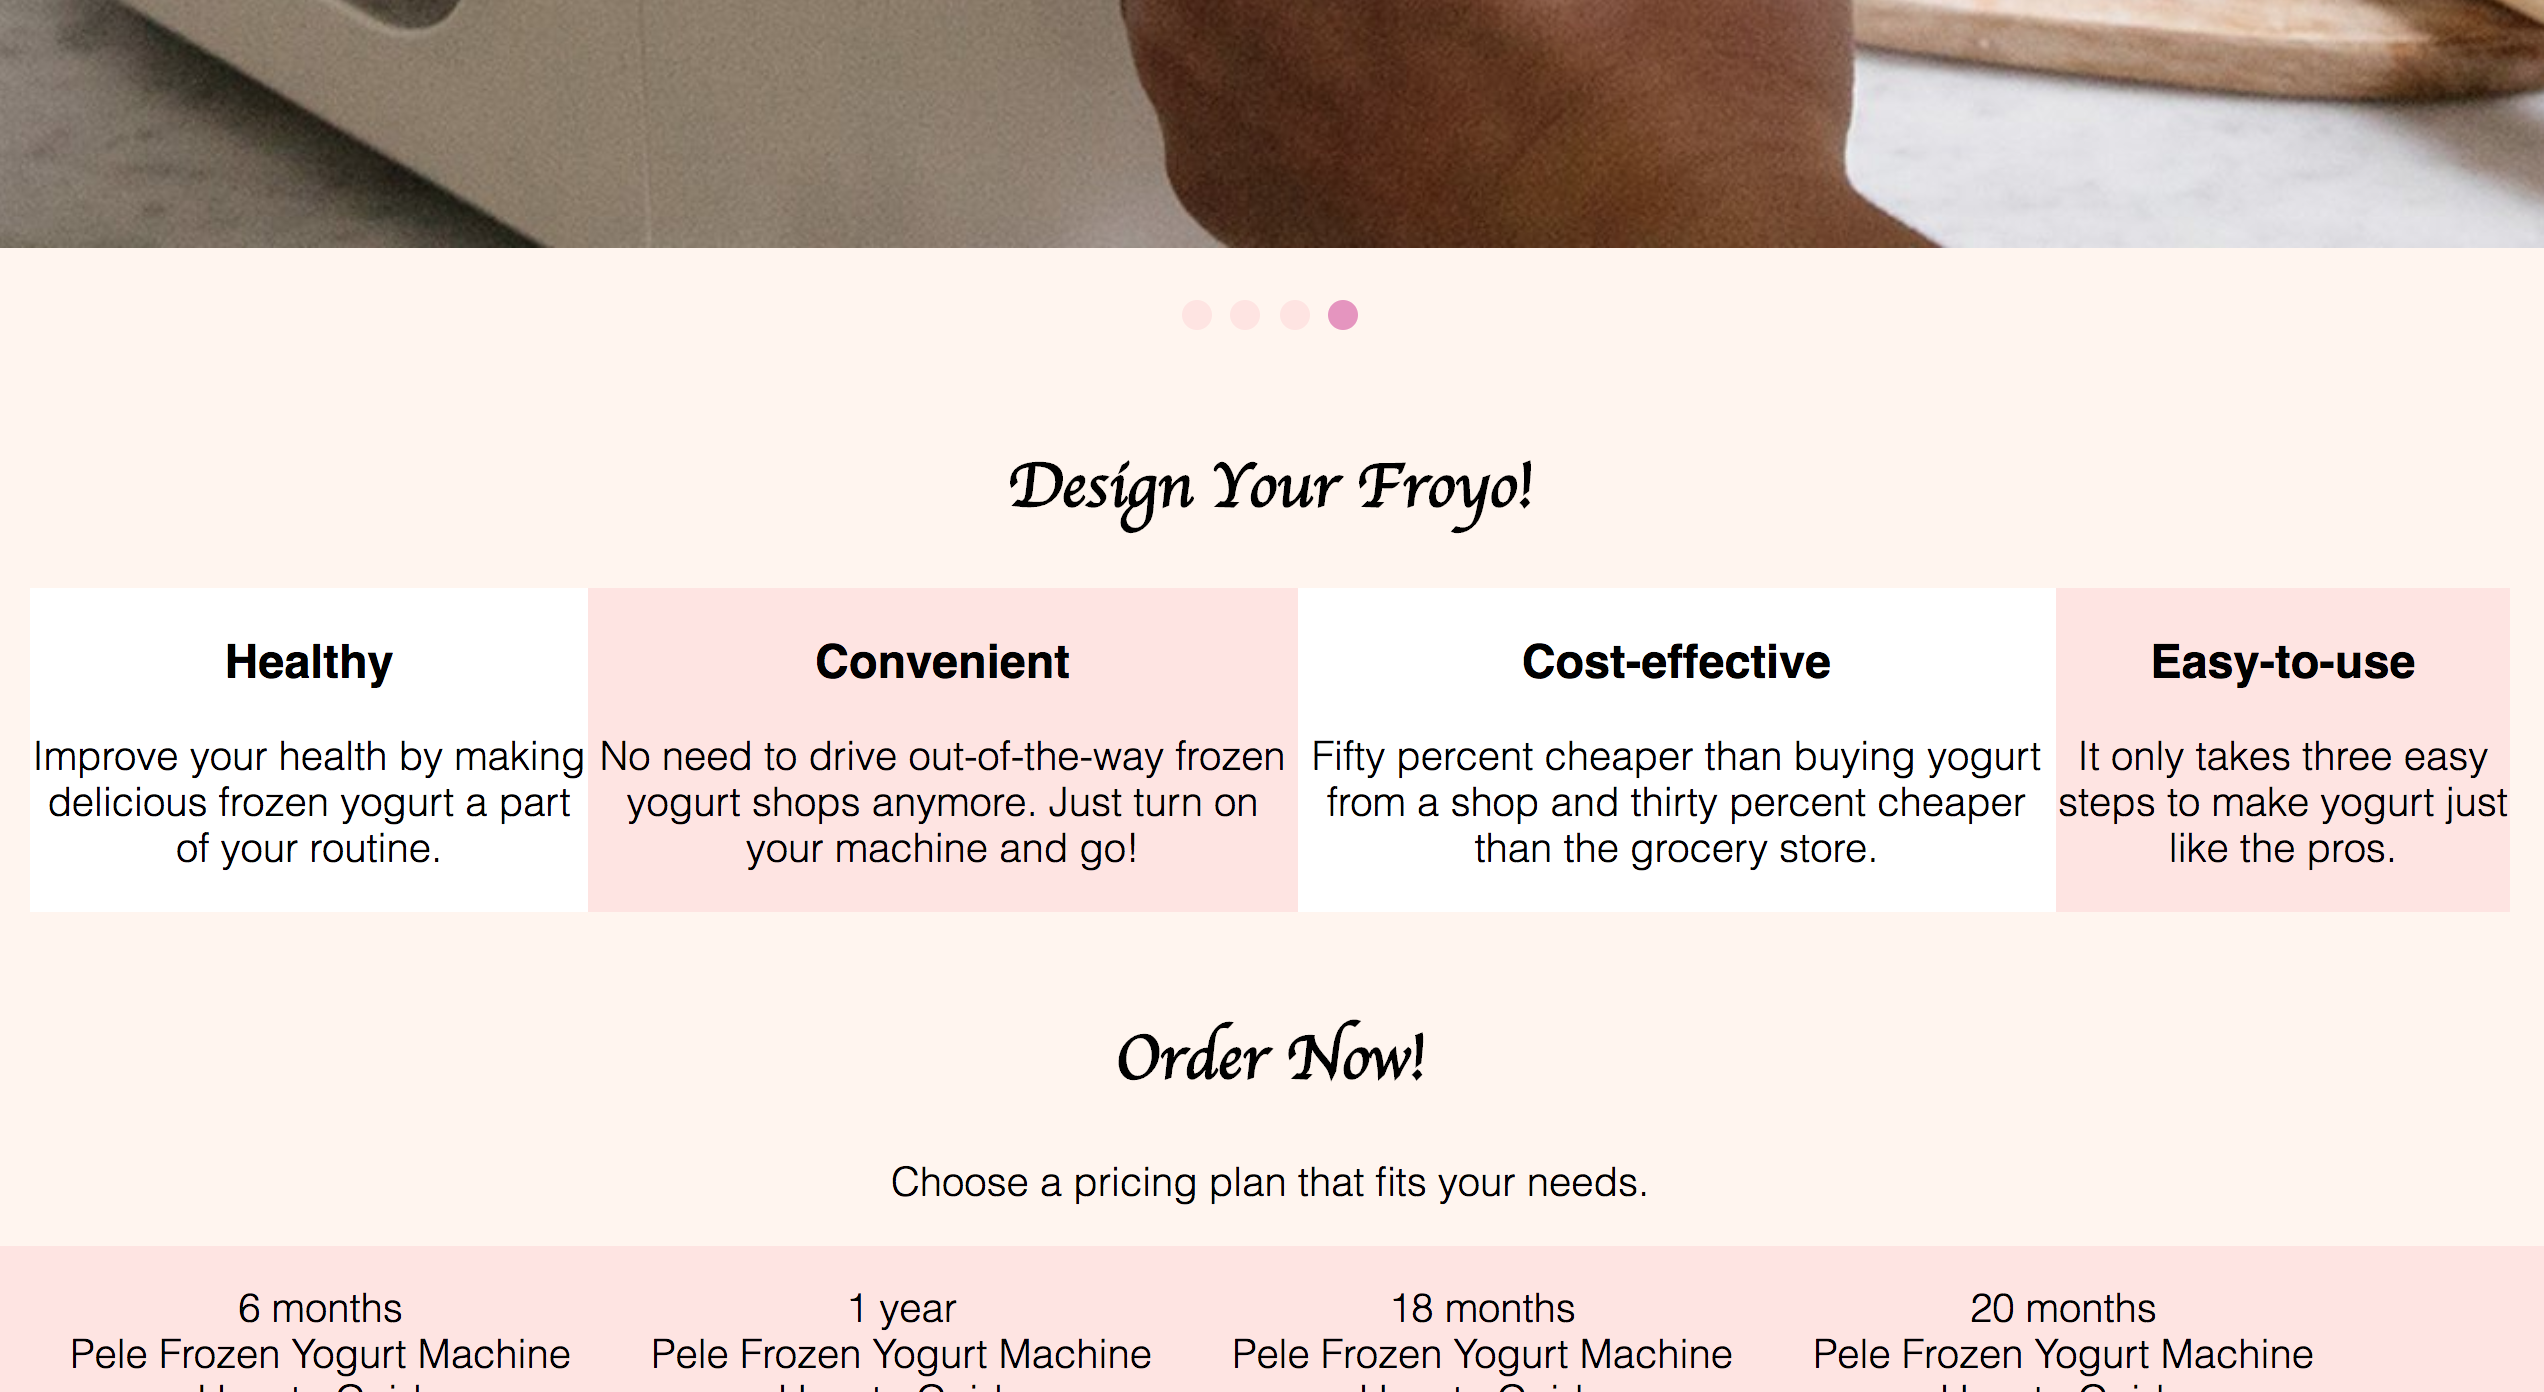 Design Your Froyo!
Healthy
Improve your health by making
delicious frozen yogurt a part
of your routine.
Convenient
No need to drive out-of-the-way frozen
yogurt shops anymore. Just turn on
your machine and go!
Cost-effective
Fifty percent cheaper than buying yogurt
from a shop and thirty percent cheaper
than the grocery store.
Easy-to-use
It only takes three easy
steps to make yogurt just
like the pros.
Order Now!
Choose a pricing plan that fits your needs.
6 months
Pele Frozen Yogurt Machine
1 year
Pele Frozen Yogurt Machine
18 months
Pele Frozen Yogurt Machine
20 months
Pele Frozen Yogurt Machine